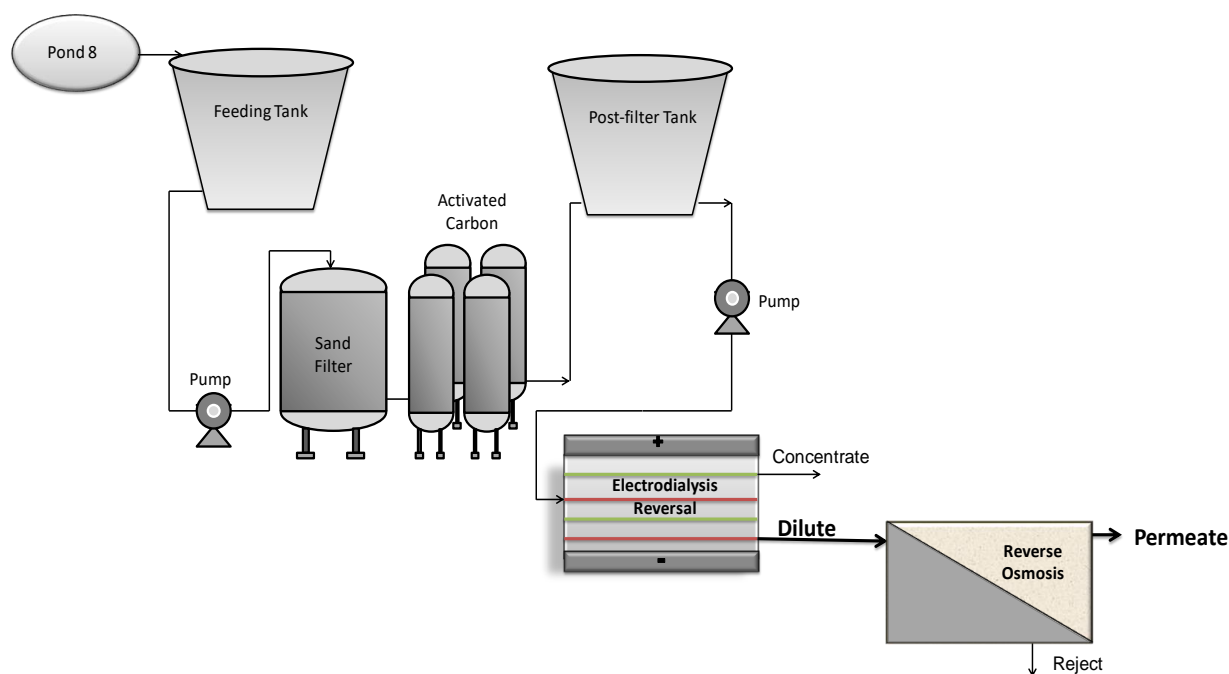 Pond 8
Feeding Tank
Post-filter Tank
Activated
Carbon
Sand
Filter
Pump
Pump
+
Electrodialysis
Reversal
-
Concentrate
Dilute
Reverse
Osmosis
Permeate
Reject